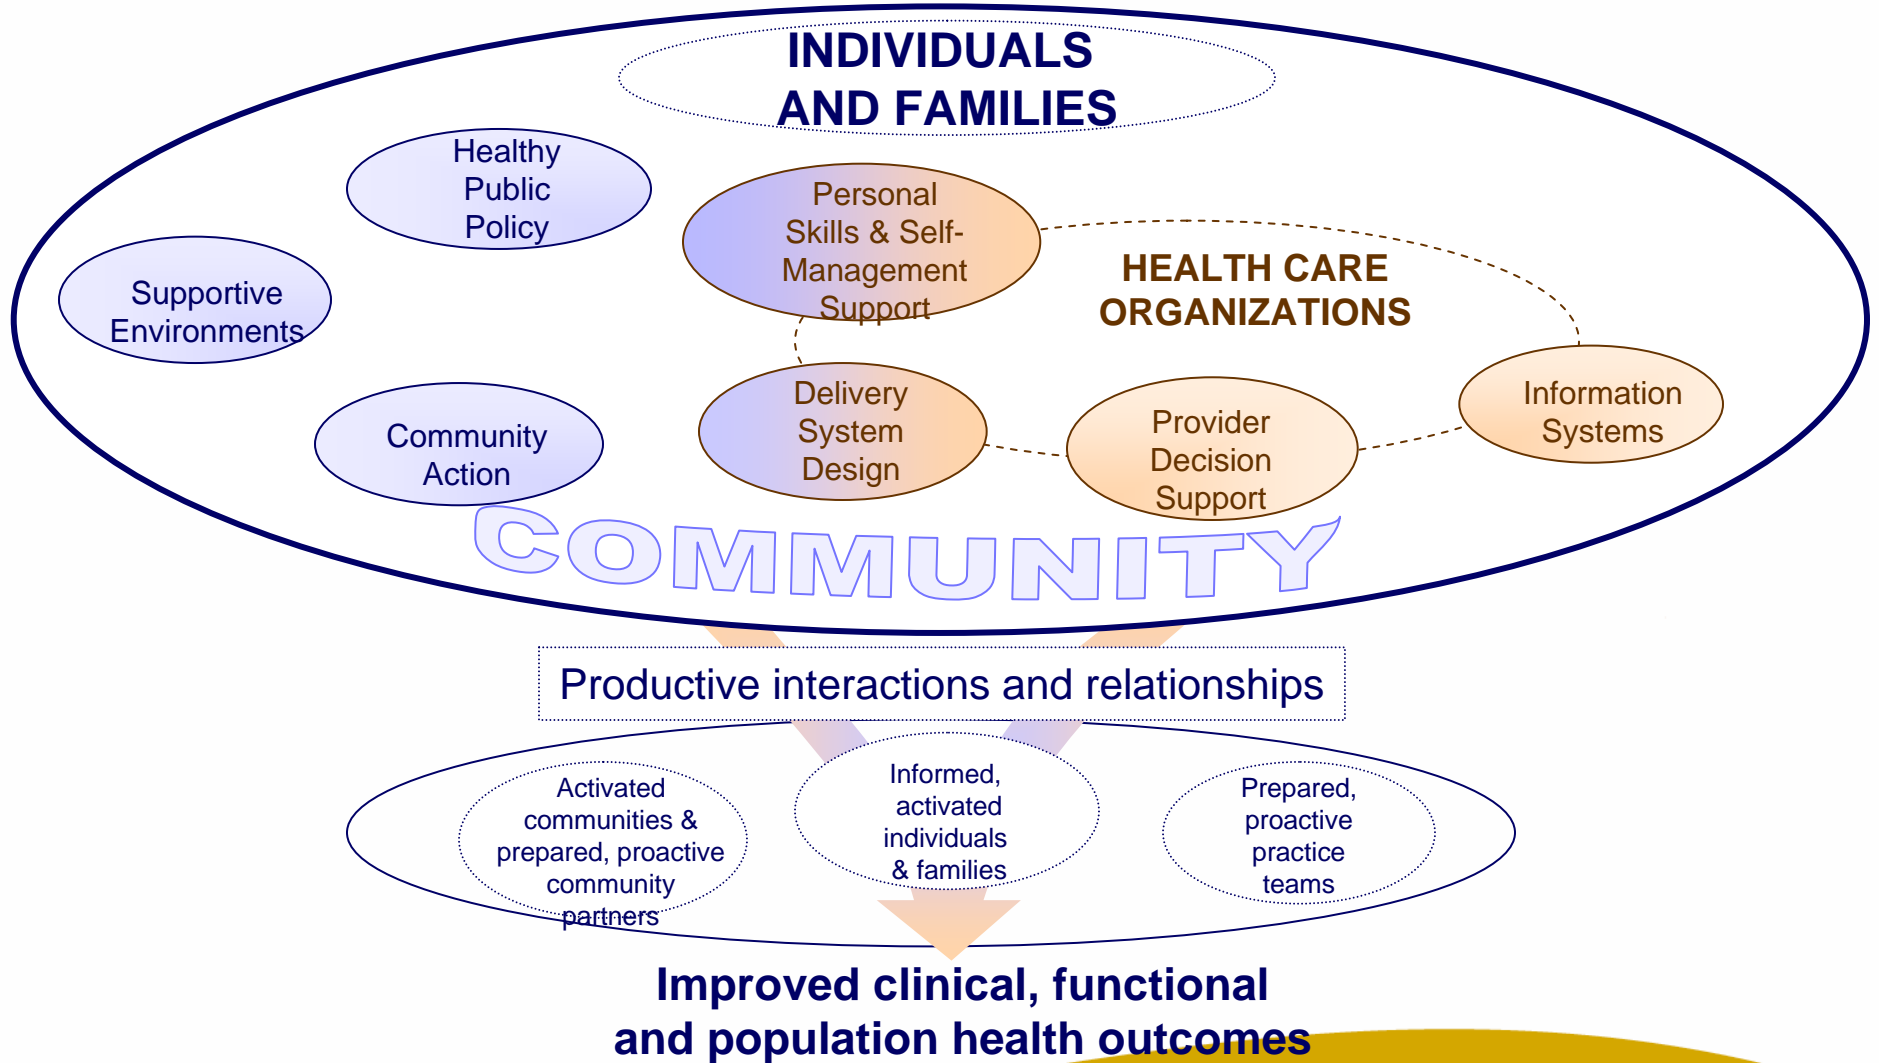 INDIVIDUALS
AND FAMILIES
Healthy
Public
Policy
Supportive
Environments
Community
Action
Personal
Skills & Self-
Management
Support
HEALTH CARE
ORGANIZATIONS
Delivery
System
Design
Provider
Decision
Support
Information
Systems
COMMUNITY
Productive interactions and relationships
Activated
communities &
prepared, proactive
community
partners
Informed,
activated
individuals
& families
Prepared,
proactive
practice
teams
Improved clinical, functional
and population health outcomes